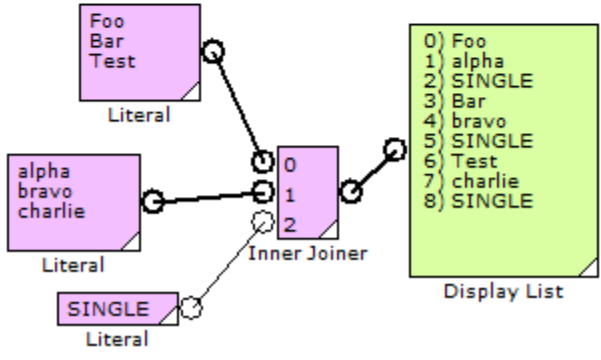 Foo
Bar
Test
Literal
alpha
bravo
charlie
Literal
SINGLE
Literal
0
1
2
Inner Joiner
0) Foo
1) alpha
2) SINGLE
3) Bar
4) bravo
5) SINGLE
6) Test
7) charlie
8) SINGLE
Display List